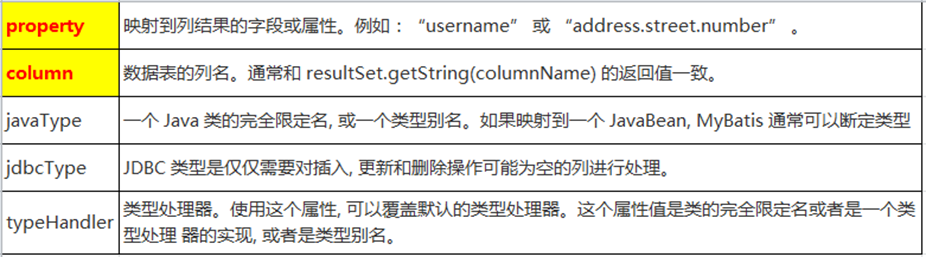 property 映射到列结果的字段或属性。例如：“username” 或 “address.street.number” 。
column 数据表的列名。通常和 resultSet.getString(columnName) 的返回值一致。
javaType 一个 Java 类的完全限定名, 或一个类型别名。如果映射到一个 JavaBean, MyBatis 通常可以断定类型
jdbcType JDBC 类型是仅仅需要对插入, 更新和删除操作可能为空的列进行处理。
typeHandler 类型处理器。使用这个属性, 可以覆盖默认的类型处理器。这个属性值是类的完全限定名或者是一个类
型处理 器的实现, 或者是类型别名。